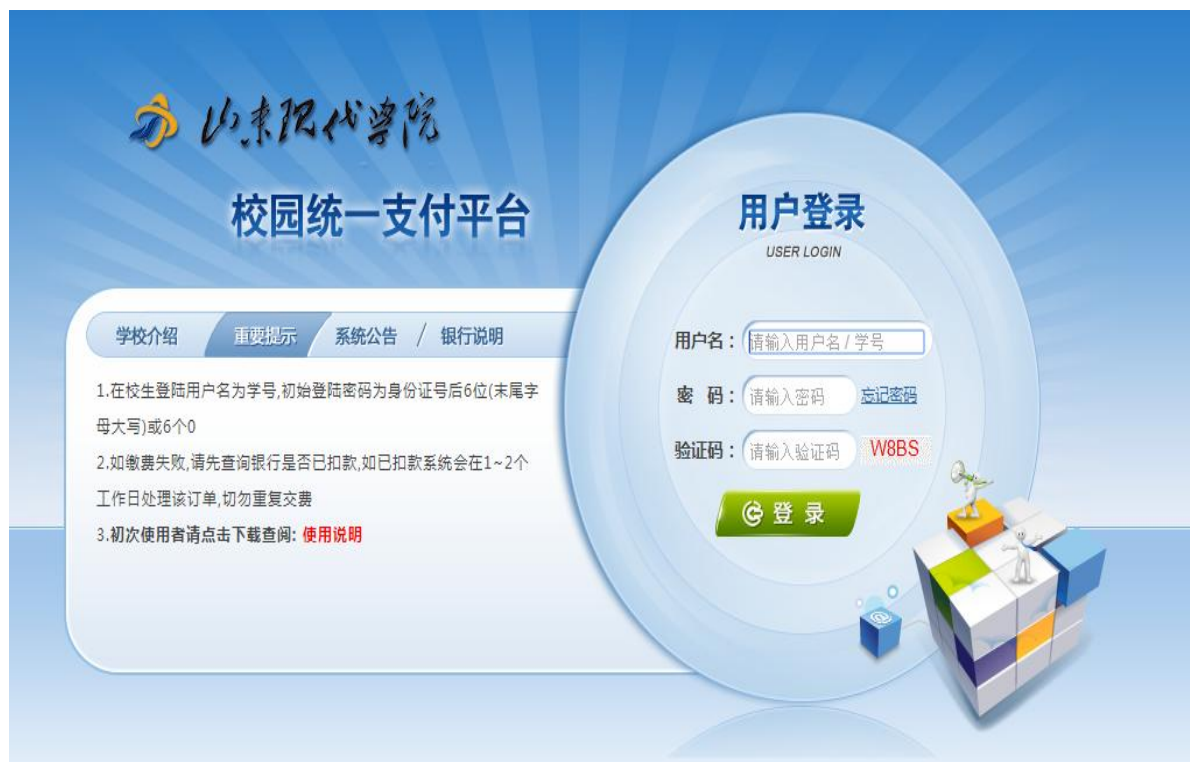 山东现代学院
校园统一支付平台
用户登录
USER LOGIN
学校介绍 重要提示 系统公告 / 银行说明
1.在校生登陆用户名为学号,初始登陆密码为身份证号后6位(末尾字
母大写)或6个0
2.如缴费失败,请先查询银行是否已扣款,如已扣款系统会在1~2个
工作日处理该订单,切勿重复交费
3.初次使用者请点击下载查阅: 使用说明
用户名: 请输入用户名 / 学号
密 码: 请输入密码 忘记密码
验证码: 请输入验证码 W8BS
登 录
@